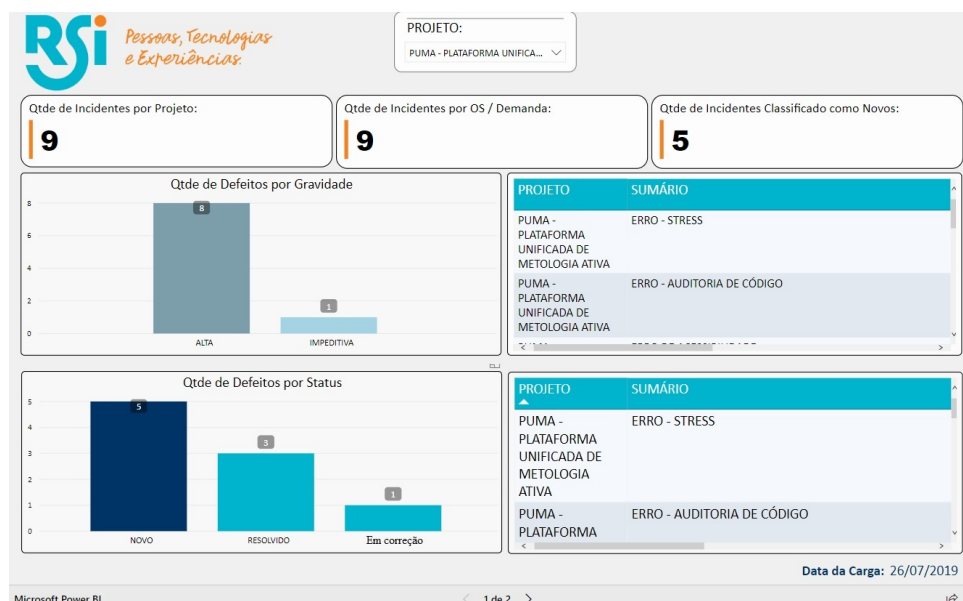 RSi
Pessoas, Tecnologias
e Experiências.
PROJETO:
PUMA - PLATAFORMA UNIFICA...
Qtde de Incidentes por Projeto:
9
Qtde de Incidentes por OS / Demanda:
9
Qtde de Incidentes Classificado como Novos:
5
Qtde de Defeitos por Gravidade
8
6
4
2
0
8
1
ALTA
IMPEDITIVA
PROJETO
SUMÁRIO
PUMA -
PLATAFORMA
UNIFICADA DE
METOLOGIA ATIVA
ERRO - STRESS
PUMA -
PLATAFORMA
UNIFICADA DE
METOLOGIA ATIVA
ERRO - AUDITORIA DE CÓDIGO
Qtde de Defeitos por Status
5
4
3
2
1
0
5
3
1
NOVO
RESOLVIDO
Em correção
PROJETO
SUMÁRIO
PUMA -
PLATAFORMA
UNIFICADA DE
METOLOGIA
ATIVA
ERRO - STRESS
PUMA -
PLATAFORMA
ERRO - AUDITORIA DE CÓDIGO
Data da Carga: 26/07/2019
Microsoft Power BI
1 de 2